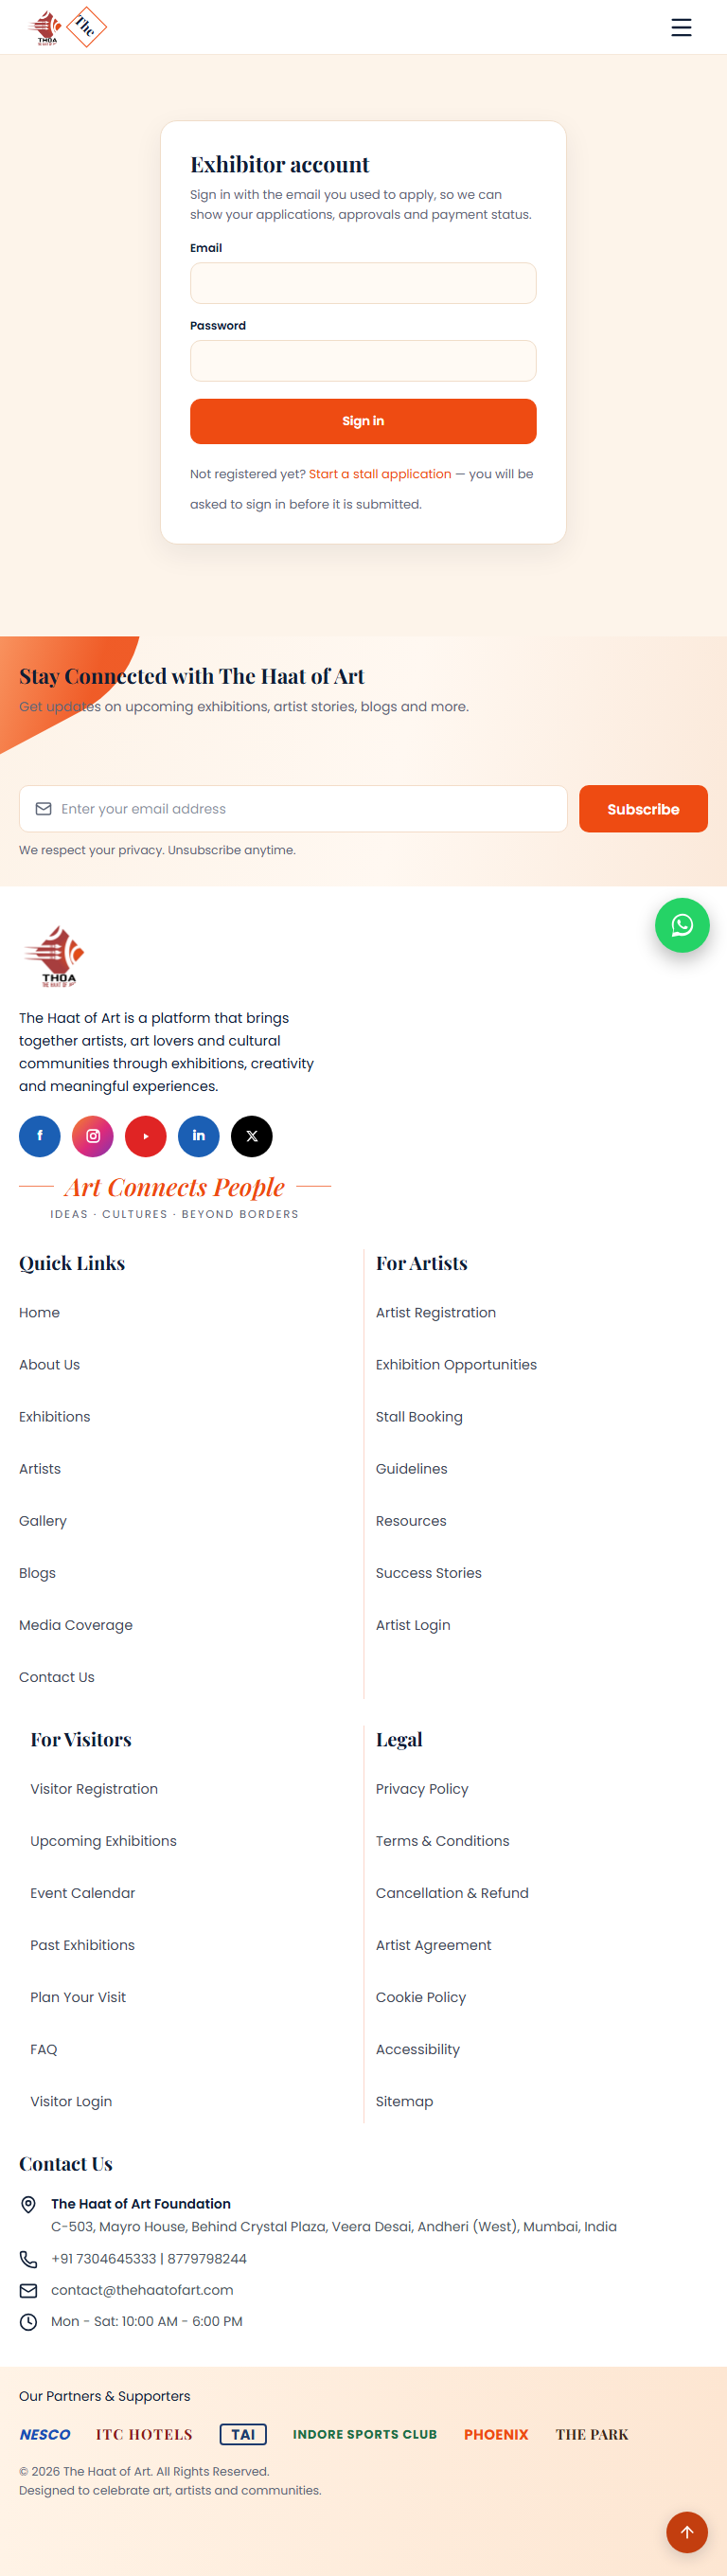 THOA
The
Exhibitor account
Sign in with the email you used to apply, so we can
show your applications, approvals and payment status.
Email
Password
Sign in
Not registered yet? Start a stall application — you will be
asked to sign in before it is submitted.
Stay Connected with The Haat of Art
Get updates on upcoming exhibitions, artist stories, blogs and more.
Enter your email address
Subscribe
We respect your privacy. Unsubscribe anytime.
THOA
THE HAAT OF ART
The Haat of Art is a platform that brings
together artists, art lovers and cultural
communities through exhibitions, creativity
and meaningful experiences.
f
in
X
Art Connects People
IDEAS · CULTURES · BEYOND BORDERS
Quick Links
Home
About Us
Exhibitions
Artists
Gallery
Blogs
Media Coverage
Contact Us
For Artists
Artist Registration
Exhibition Opportunities
Stall Booking
Guidelines
Resources
Success Stories
Artist Login
For Visitors
Visitor Registration
Upcoming Exhibitions
Event Calendar
Past Exhibitions
Plan Your Visit
FAQ
Visitor Login
Legal
Privacy Policy
Terms & Conditions
Cancellation & Refund
Artist Agreement
Cookie Policy
Accessibility
Sitemap
Contact Us
The Haat of Art Foundation
C-503, Mayro House, Behind Crystal Plaza, Veera Desai, Andheri (West), Mumbai, India
+91 7304645333 | 8779798244
contact@thehaatofart.com
Mon - Sat: 10:00 AM - 6:00 PM
Our Partners & Supporters
NESCO
ITC HOTELS
TAI
INDORE SPORTS CLUB
PHOENIX
THE PARK
© 2026 The Haat of Art. All Rights Reserved.
Designed to celebrate art, artists and communities.